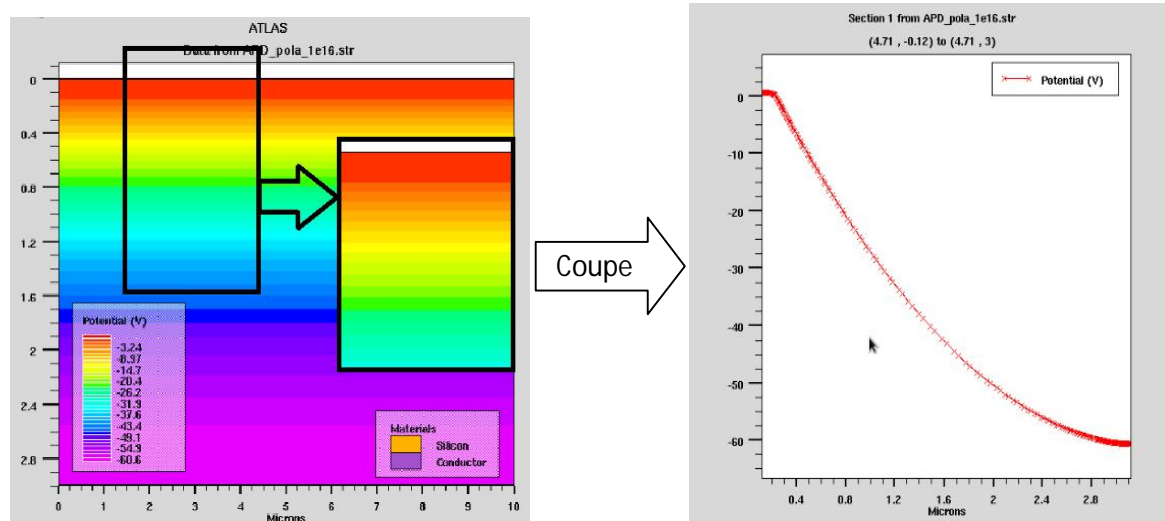 ATLAS
Data from APD_pola_1e16.str
0
0.4
0.8
1.2
1.6
2
2.4
2.8
Potential (V)
-3.24
-8.97
-14.7
-20.4
-26.2
-31.9
-37.6
-43.4
-49.1
-54.9
-60.6
Materials
Silicon
Conductor
0 1 2 3 4 5 6 7 8 9 10
Microns
Coupe
Section 1 from APD_pola_1e16.str
(4.71 , -0.12) to (4.71 , 3)
Potential (V)
0
-10
-20
-30
-40
-50
-60
0.4 0.8 1.2 1.6 2 2.4 2.8
Microns